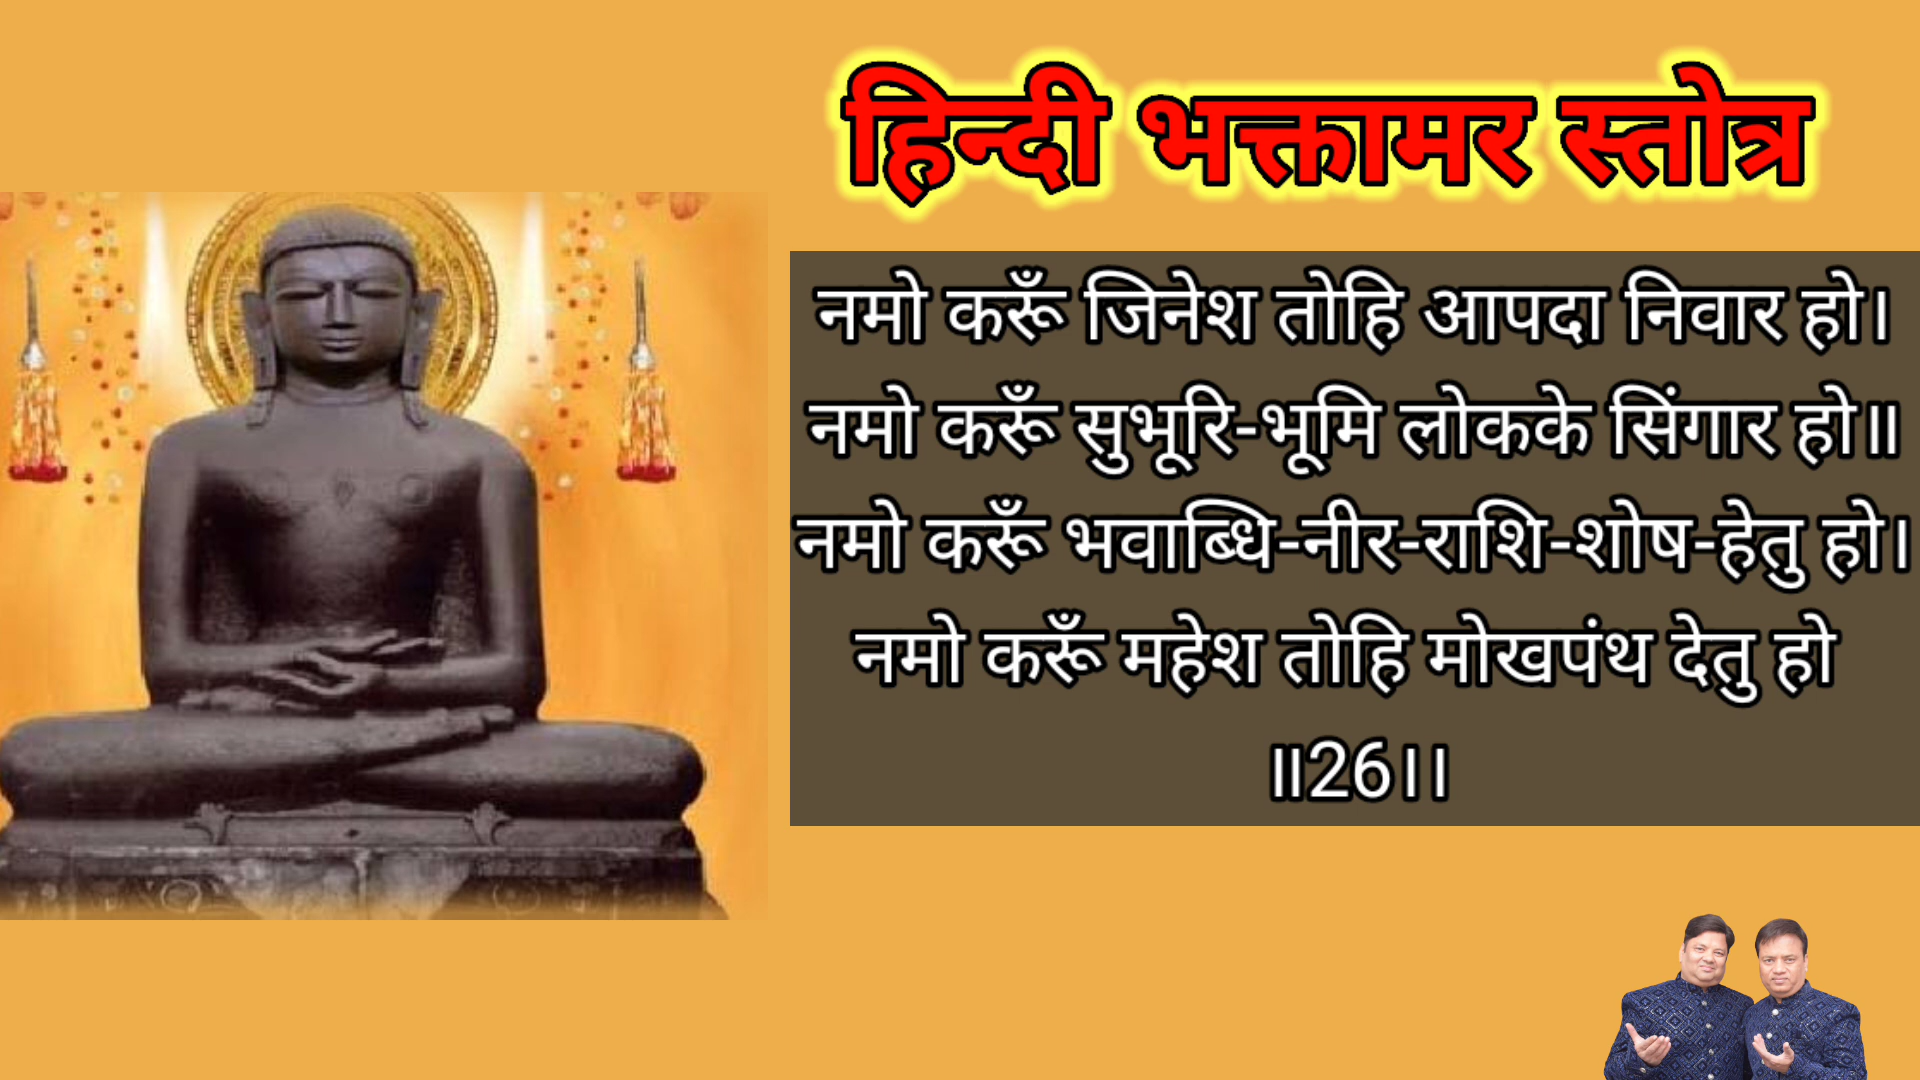 हिन्दी भक्तामर स्तोत्र
नमो करूँ जिनेश तोहि आपदा निवार हो।
नमो करूँ सुभूरि-भूमि लोकके सिंगार हो॥
नमो करूँ भवाब्धि-नीर-राशि-शोष-हेतु हो।
नमो करूँ महेश तोहि मोखपंथ देतु हो
॥26।।